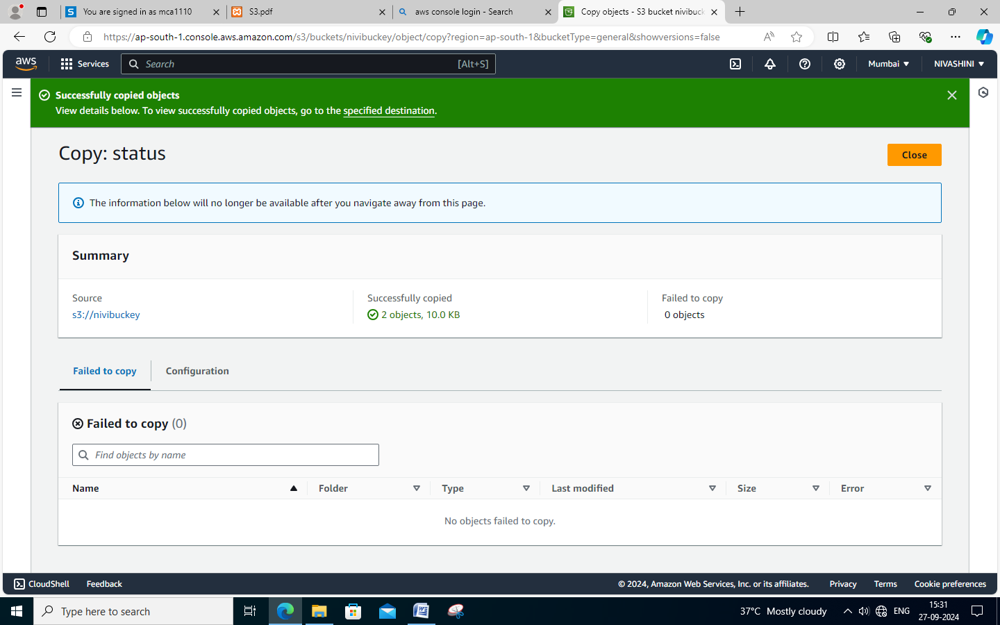 You are signed in as mca1110
S3.pdf
aws console login - Search
Copy objects - S3 bucket nivibuck
https://ap-south-1.console.aws.amazon.com/s3/buckets/nivibuckey/object/copy?region=ap-south-1&bucketType=general&showversions=false
aws
Services
Search
[Alt+S]
Mumbai
NIVASHINI
Successfully copied objects
View details below. To view successfully copied objects, go to the specified destination.
Copy: status
Close
The information below will no longer be available after you navigate away from this page.
Summary
Source
s3://nivibuckey
Successfully copied
2 objects, 10.0 KB
Failed to copy
0 objects
Failed to copy
Configuration
Failed to copy (0)
Find objects by name
Name
Folder
Type
Last modified
Size
Error
No objects failed to copy.
CloudShell
Feedback
© 2024, Amazon Web Services, Inc. or its affiliates.
Privacy
Terms
Cookie preferences
Type here to search
37°C Mostly cloudy
ENG
15:31
27-09-2024